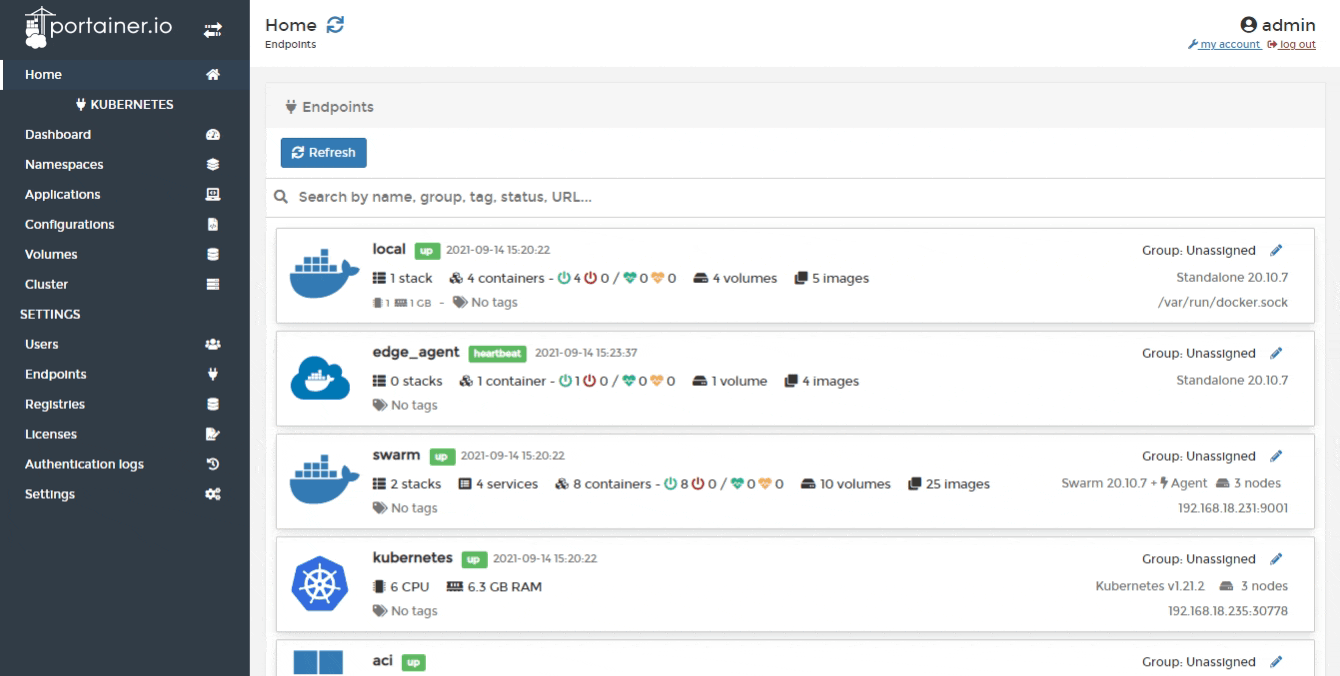 portainer.io
Home
KUBERNETES
Dashboard
Namespaces
Applications
Configurations
Volumes
Cluster
SETTINGS
Users
Endpoints
Registries
Licenses
Authentication logs
Settings
Home
Endpoints
admin
my account log out
Endpoints
Refresh
Search by name, group, tag, status, URL...
local up 2021-09-14 15:20:22 Group: Unassigned
1 stack 4 containers - 4 0 / 0 0 4 volumes 5 images Standalone 20.10.7
1 1 GB - No tags /var/run/docker.sock
edge_agent heartbeat 2021-09-14 15:23:37 Group: Unassigned
0 stacks 1 container - 1 0 / 0 0 1 volume 4 images Standalone 20.10.7
No tags
swarm up 2021-09-14 15:20:22 Group: Unassigned
2 stacks 4 services 8 containers - 8 0 / 0 0 10 volumes 25 images Swarm 20.10.7 + Agent 3 nodes
No tags 192.168.18.231:9001
kubernetes up 2021-09-14 15:20:22 Group: Unassigned
6 CPU 6.3 GB RAM Kubernetes v1.21.2 3 nodes
No tags 192.168.18.235:30778
aci up Group: Unassigned